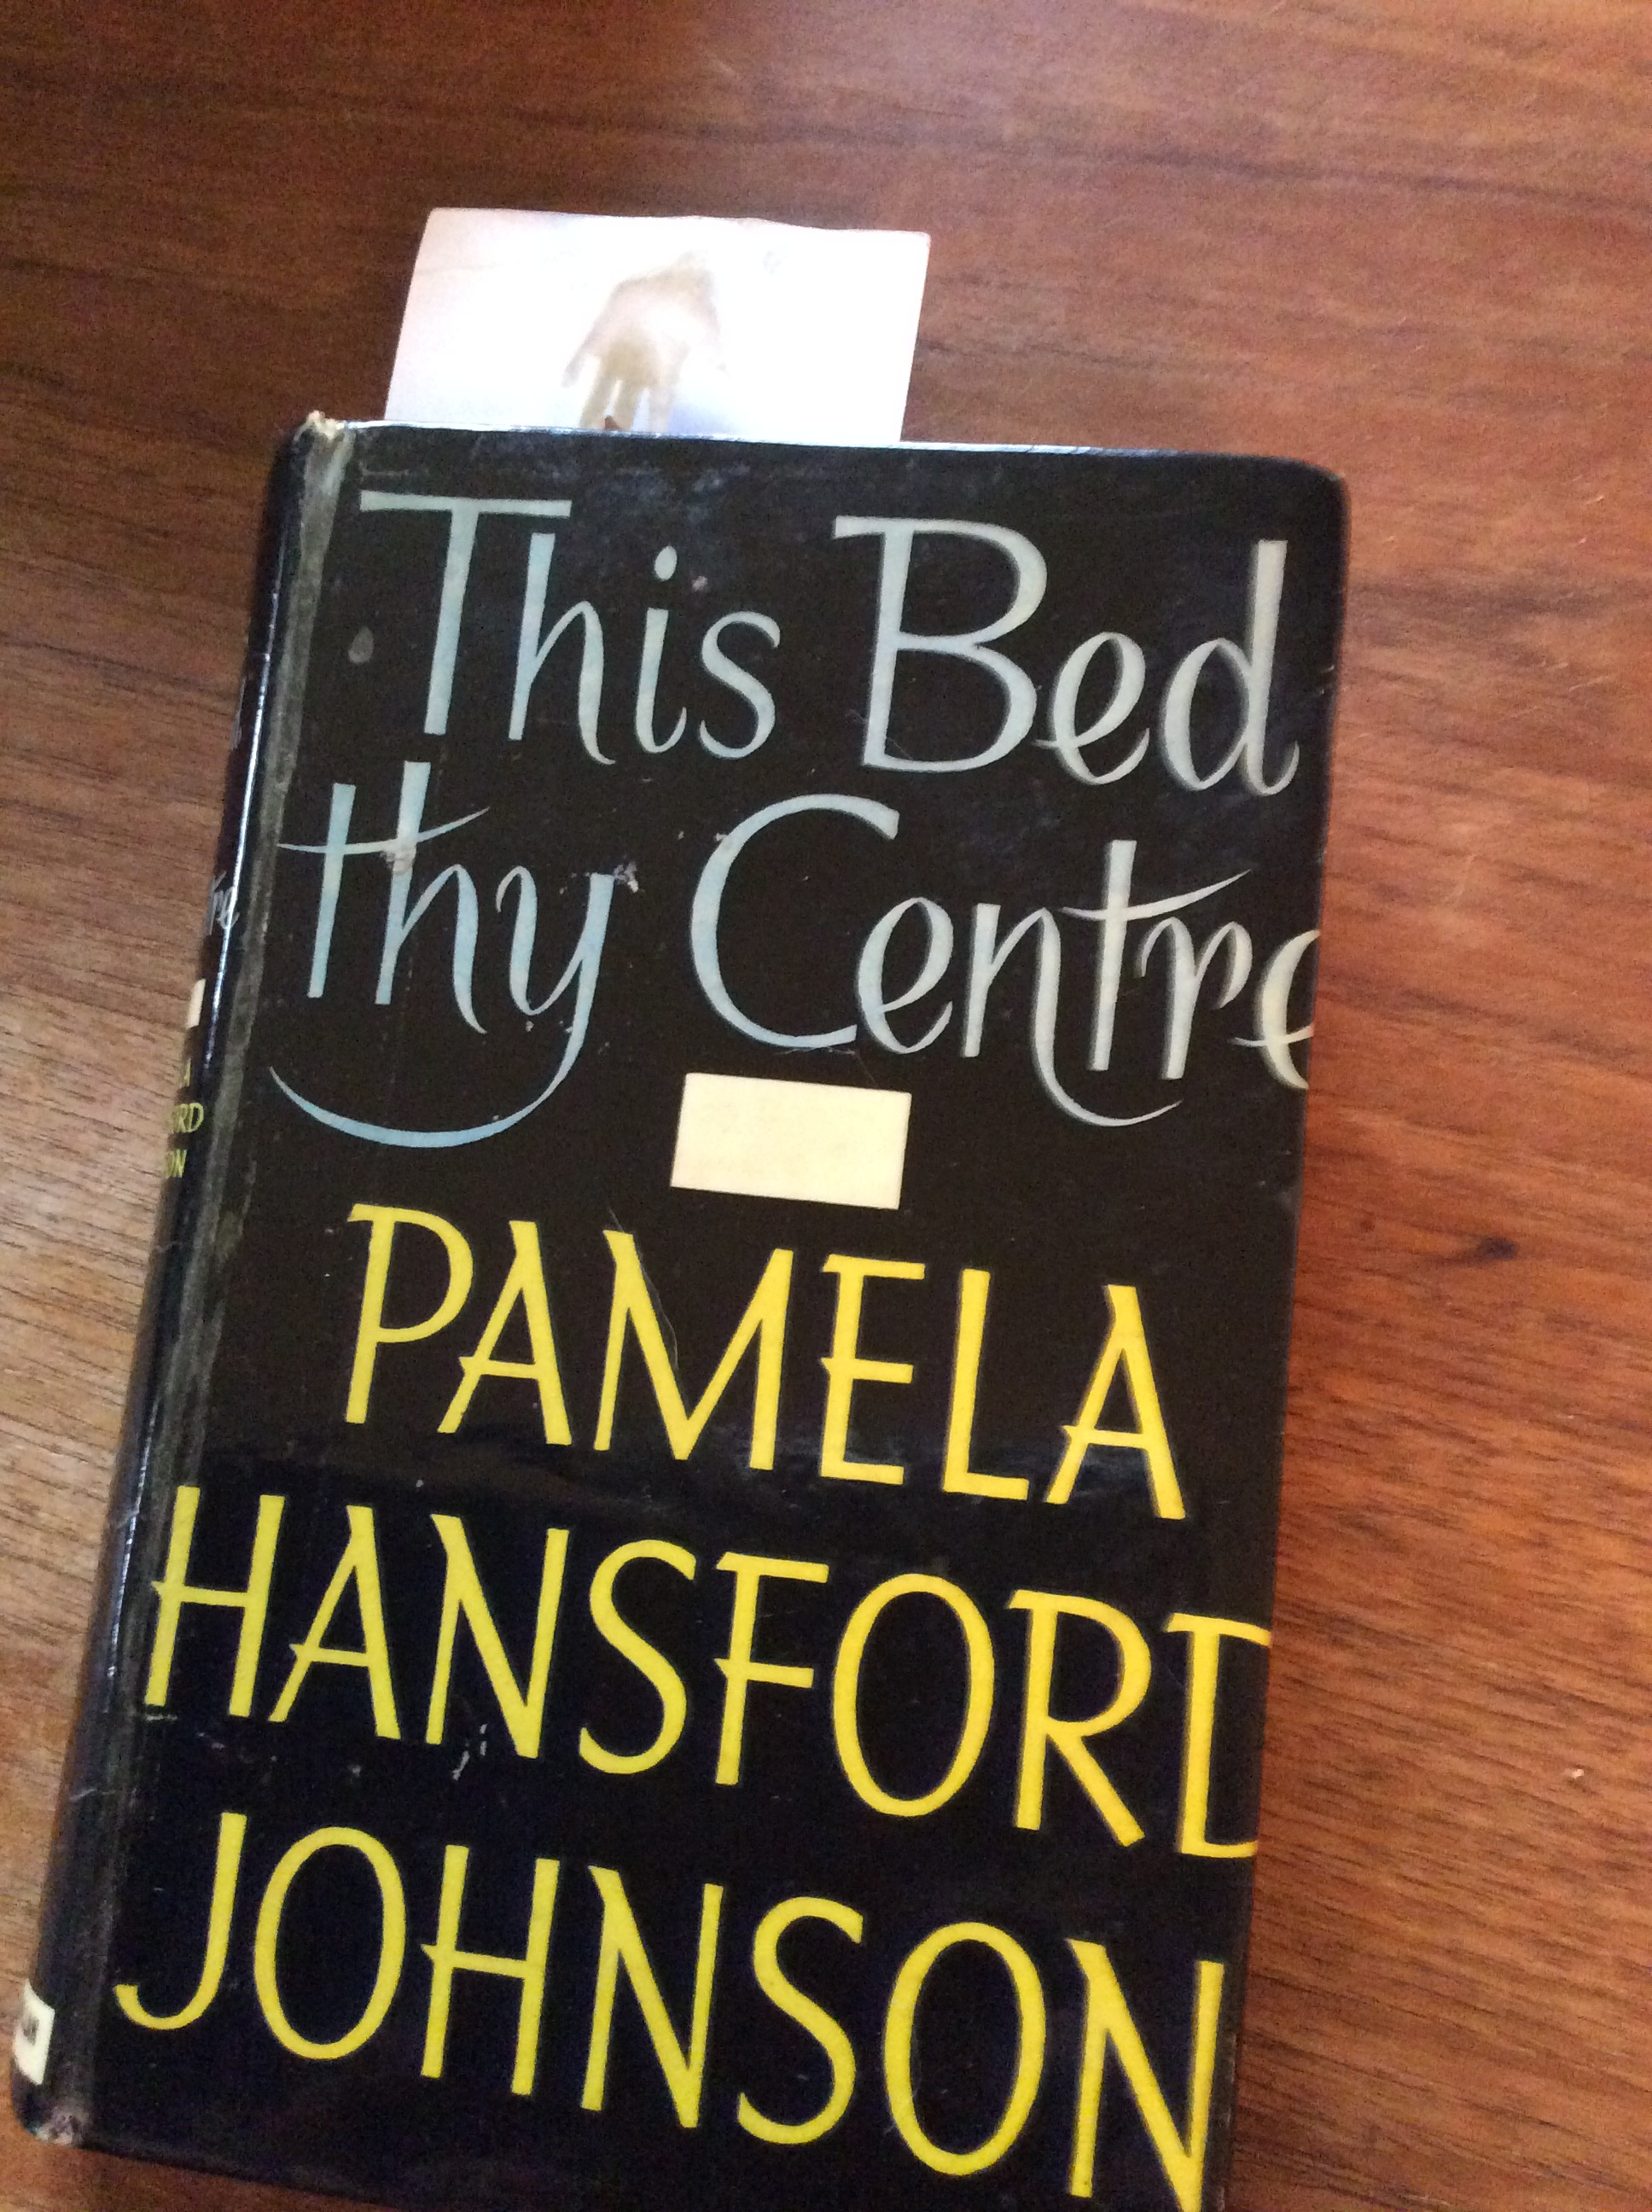 This Bed
thy Centre
PAMELA
HANSFORD
JOHNSON